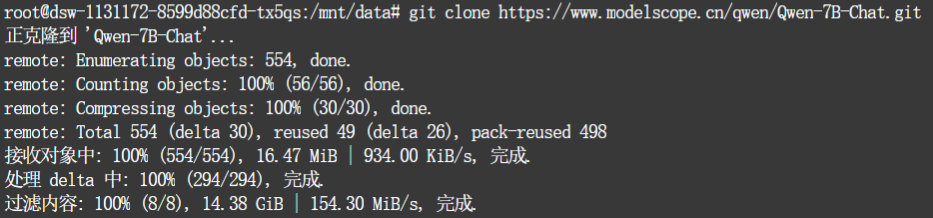 root@dsw-1131172-8599d88cfd-tx5qs:/mnt/data# git clone https://www.modelscope.cn/qwen/Qwen-7B-Chat.git
正克隆到 'Qwen-7B-Chat'...
remote: Enumerating objects: 554, done.
remote: Counting objects: 100% (56/56), done.
remote: Compressing objects: 100% (30/30), done.
remote: Total 554 (delta 30), reused 49 (delta 26), pack-reused 498
接收对象中: 100% (554/554), 16.47 MiB | 934.00 KiB/s, 完成.
处理 delta 中: 100% (294/294), 完成.
过滤内容: 100% (8/8), 14.38 GiB | 154.30 MiB/s, 完成.